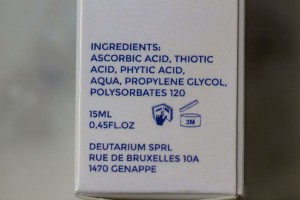 INGREDIENTS:
ASCORBIC ACID, THIOTIC
ACID, PHYTIC ACID,
AQUA, PROPYLENE GLYCOL,
POLYSORBATES 120
15ML
0,45FL.OZ
3M
DEUTARIUM SPRL
RUE DE BRUXELLES 10A
1470 GENAPPE